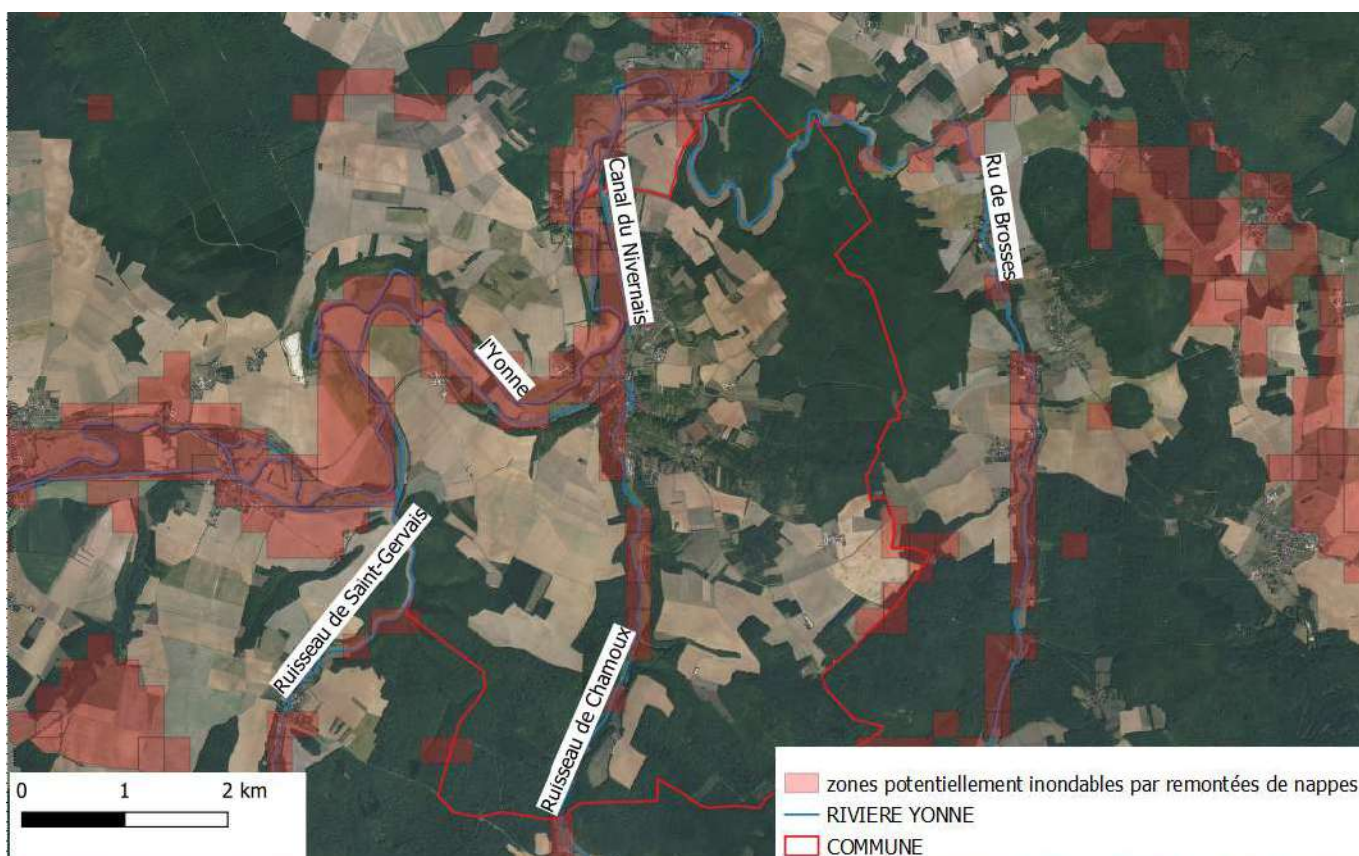 Canal du Nivernais
Ru de Brosses
l'Yonne
Ruisseau de Saint-Gervais
Ruisseau de Chamoux
0 1 2 km
zones potentiellement inondables par remontées de nappes
RIVIERE YONNE
COMMUNE